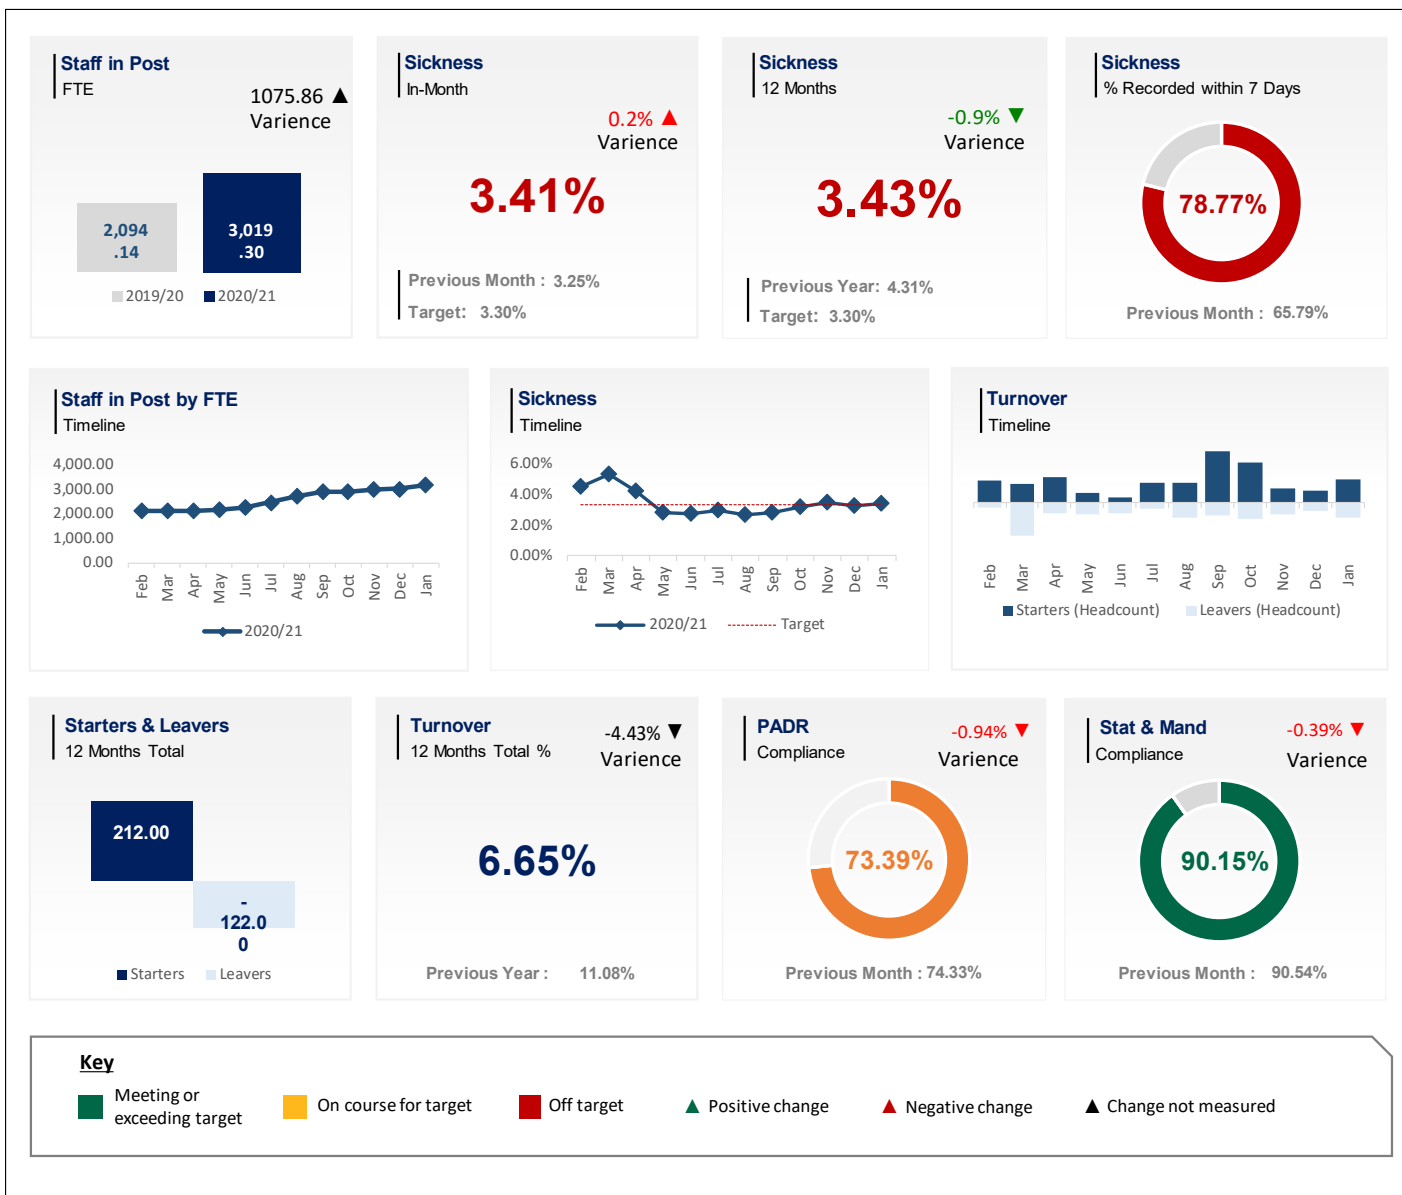 Staff in Post
FTE
1075.86 ▲
Varience
2,094
.14
3,019
.30
2019/20
2020/21
Sickness
In-Month
0.2% ▲
Varience
3.41%
Previous Month : 3.25%
Target: 3.30%
Sickness
12 Months
-0.9% ▼
Varience
3.43%
Previous Year: 4.31%
Target: 3.30%
Sickness
% Recorded within 7 Days
78.77%
Previous Month : 65.79%
Staff in Post by FTE
Timeline
4,000.00
3,000.00
2,000.00
1,000.00
0.00
Feb
Mar
Apr
May
Jun
Jul
Aug
Sep
Oct
Nov
Dec
Jan
2020/21
Sickness
Timeline
6.00%
4.00%
2.00%
0.00%
Feb
Mar
Apr
May
Jun
Jul
Aug
Sep
Oct
Nov
Dec
Jan
2020/21
Target
Turnover
Timeline
Feb
Mar
Apr
May
Jun
Jul
Aug
Sep
Oct
Nov
Dec
Jan
Starters (Headcount)
Leavers (Headcount)
Starters & Leavers
12 Months Total
212.00
-
122.0
0
Starters
Leavers
Turnover
12 Months Total %
-4.43% ▼
Varience
6.65%
Previous Year : 11.08%
PADR
Compliance
-0.94% ▼
Varience
73.39%
Previous Month : 74.33%
Stat & Mand
Compliance
-0.39% ▼
Varience
90.15%
Previous Month : 90.54%
Key
Meeting or
exceeding target
On course for target
Off target
▲ Positive change
▲ Negative change
▲ Change not measured